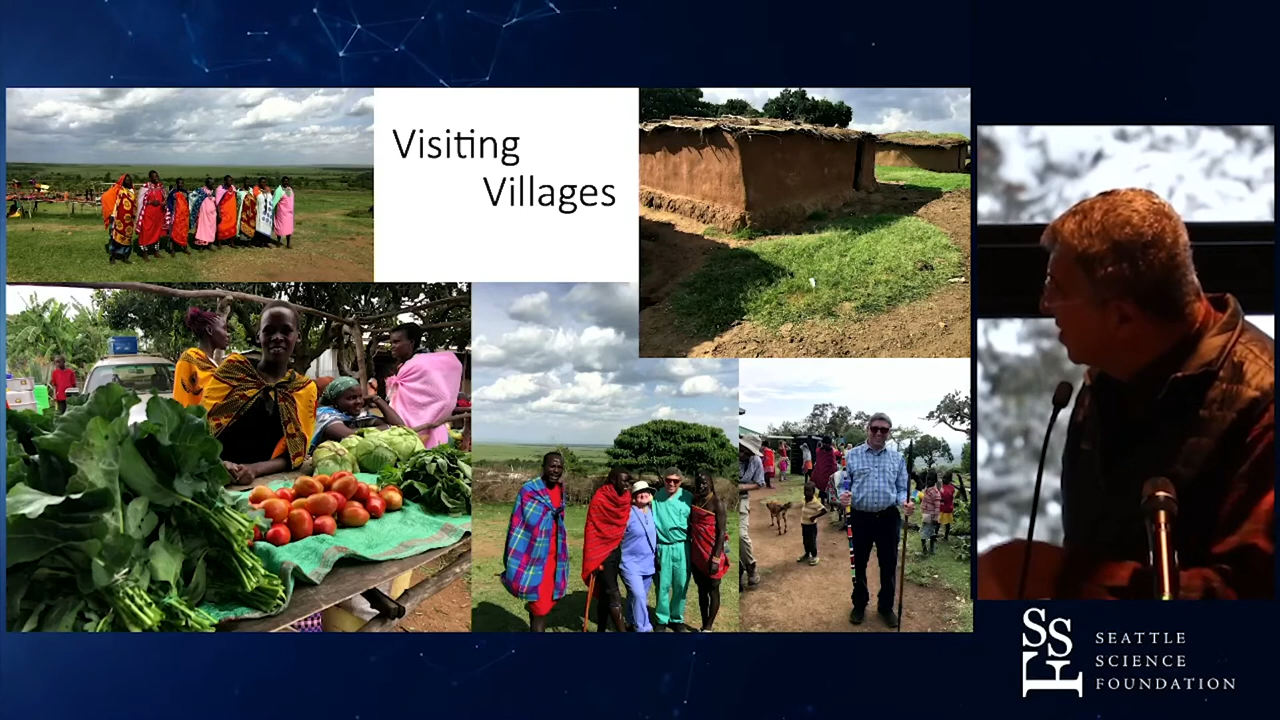 Visiting
Villages
SSF
SEATTLE
SCIENCE
FOUNDATION